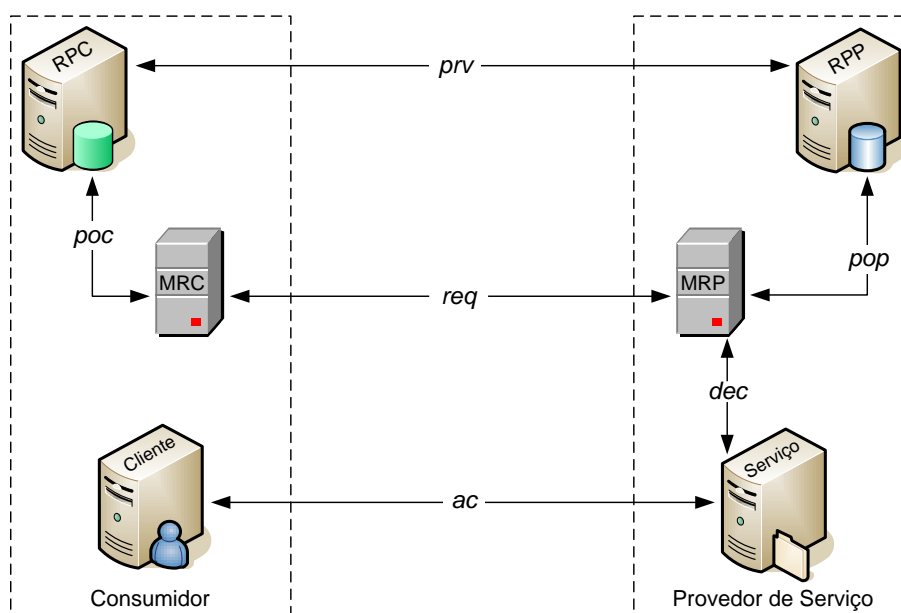 RPC
prv
RPP
poc
MRC
req
MRP
pop
dec
Cliente
ac
Serviço
Consumidor
Provedor de Serviço